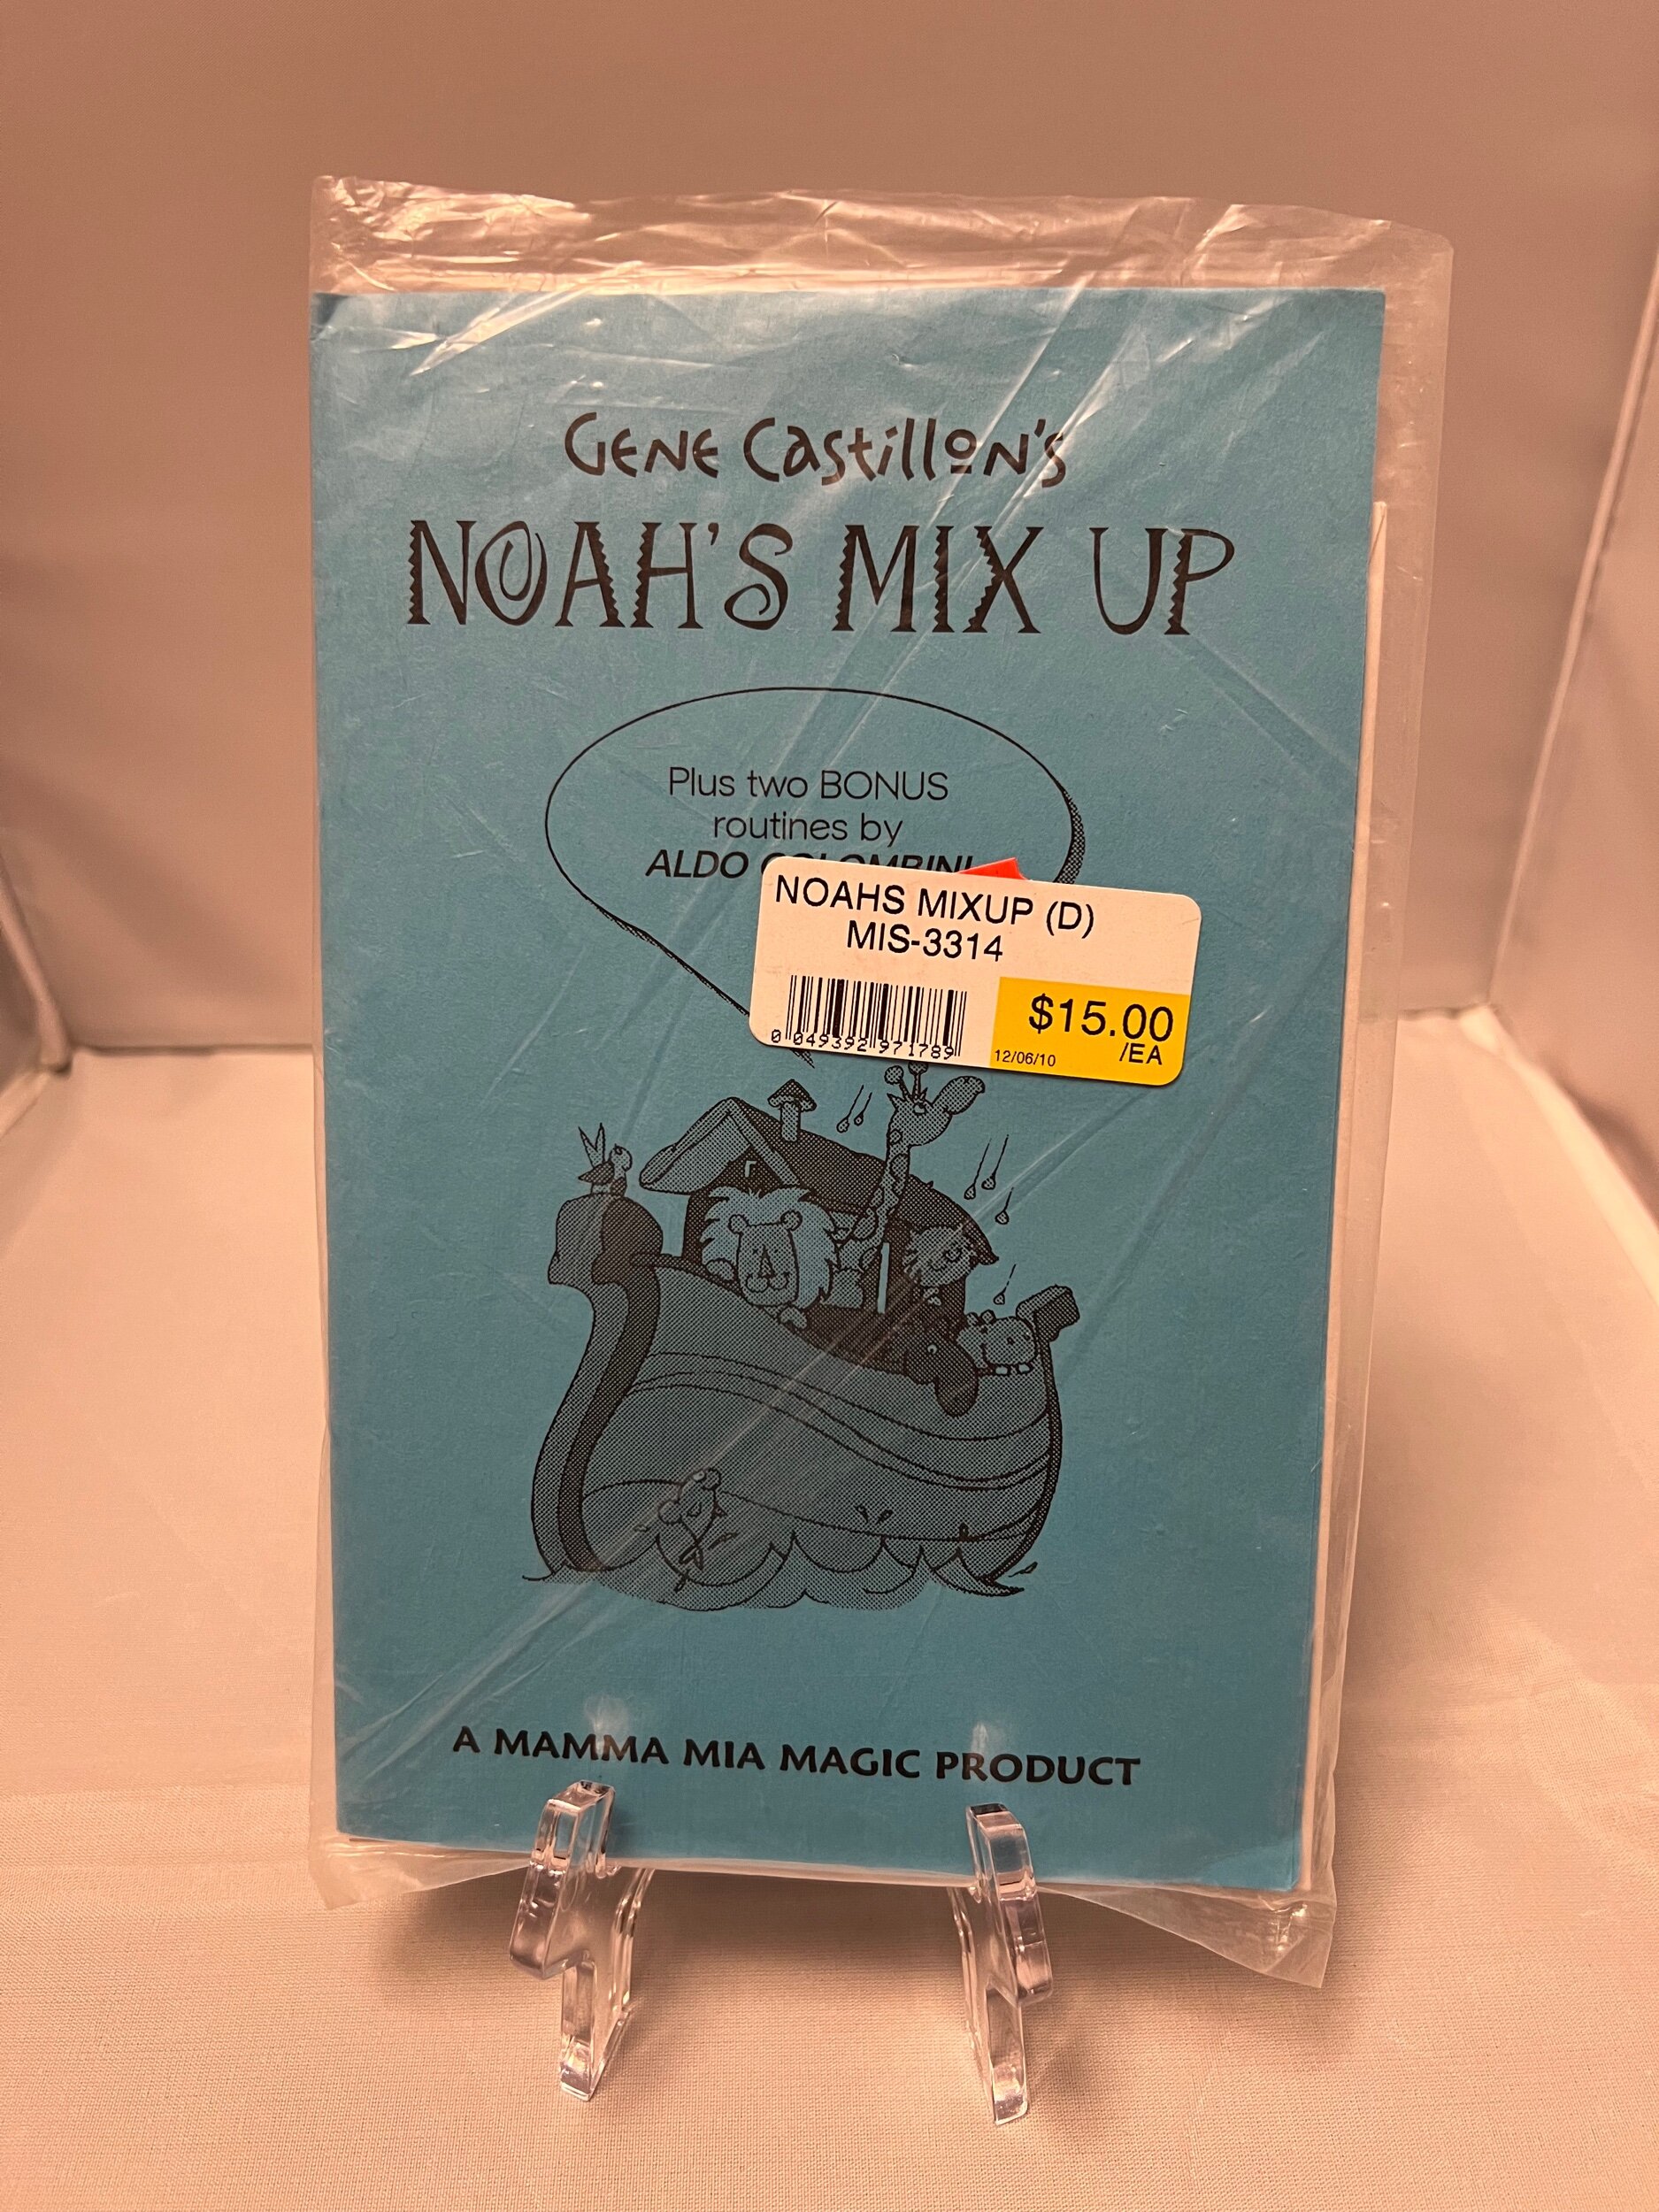 GENE CASTILLON'S
NOAH'S MIX UP
Plus two BONUS
routines by
ALDO COLOMBINI
NOAHS MIXUP (D)
MIS-3314
$15.00
/EA
0 049392 971789
12/06/10
A MAMMA MIA MAGIC PRODUCT